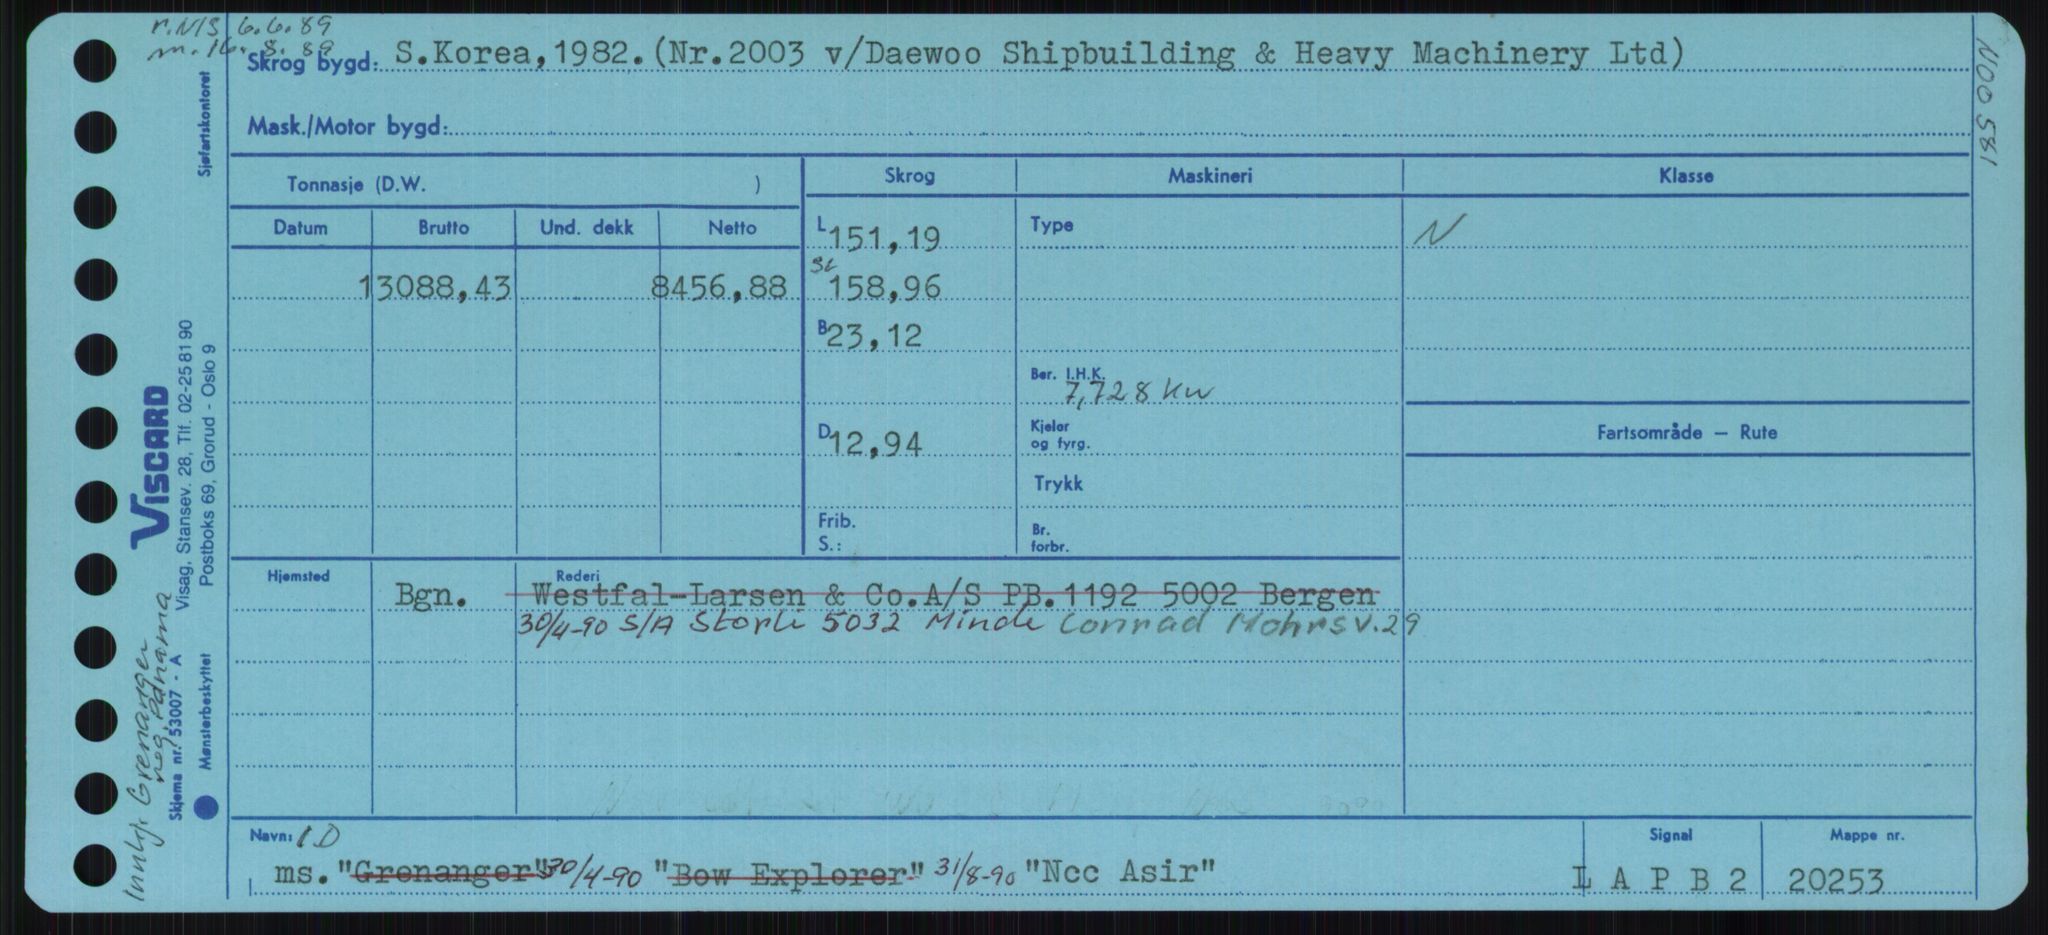 r. NIS 6.6.89
m. 16. 8. 89
Skrog bygd: S.Korea,1982.(Nr.2003 v/Daewoo Shipbuilding & Heavy Machinery Ltd)
Mask./Motor bygd:
NOO 581
Sjøfartskontoret
Tonnasje (D.W. )
Skrog
Maskineri
Klasse
Datum Brutto Und. dekk Netto
L 151,19
Type
N
13088,43 8456,88
St 158,96
B 23,12
Ber. I.H.K.
7,728 kw
D 12,94
Kjeler
og fyrg.
Fartsområde – Rute
Trykk
Frib.
S.:
Br.
forbr.
Hjemsted
Rederi
Bgn. Westfal-Larsen & Co.A/S PB.1192 5002 Bergen
30/4-90 S/A Storli 5032 Minde Conrad Mohrs v. 29
Navn: 1 D
ms. "Grenanger" 30/4-90 "Bow Explorer" 31/8-90 "Ncc Asir"
Signal
L A P B 2
Mappe nr.
20253
VISCARD
Visag, Stansev. 28, Tlf. 02-25 81 90
Postboks 69, Grorud - Oslo 9
Skjema nr. 53007 - A
Mønsterbeskyttet
Grenanger
reg. Panama